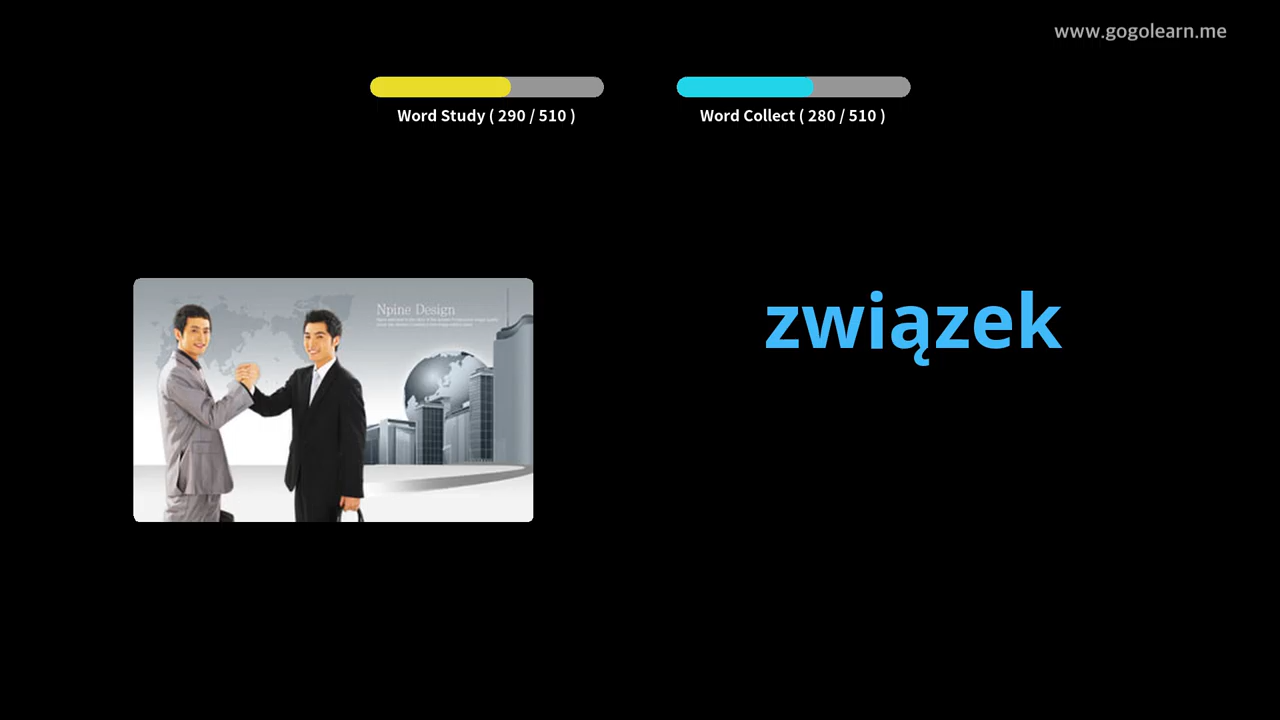 www.gogolearn.me
Word Study ( 290 / 510 )
Word Collect ( 280 / 510 )
Npine Design
związek